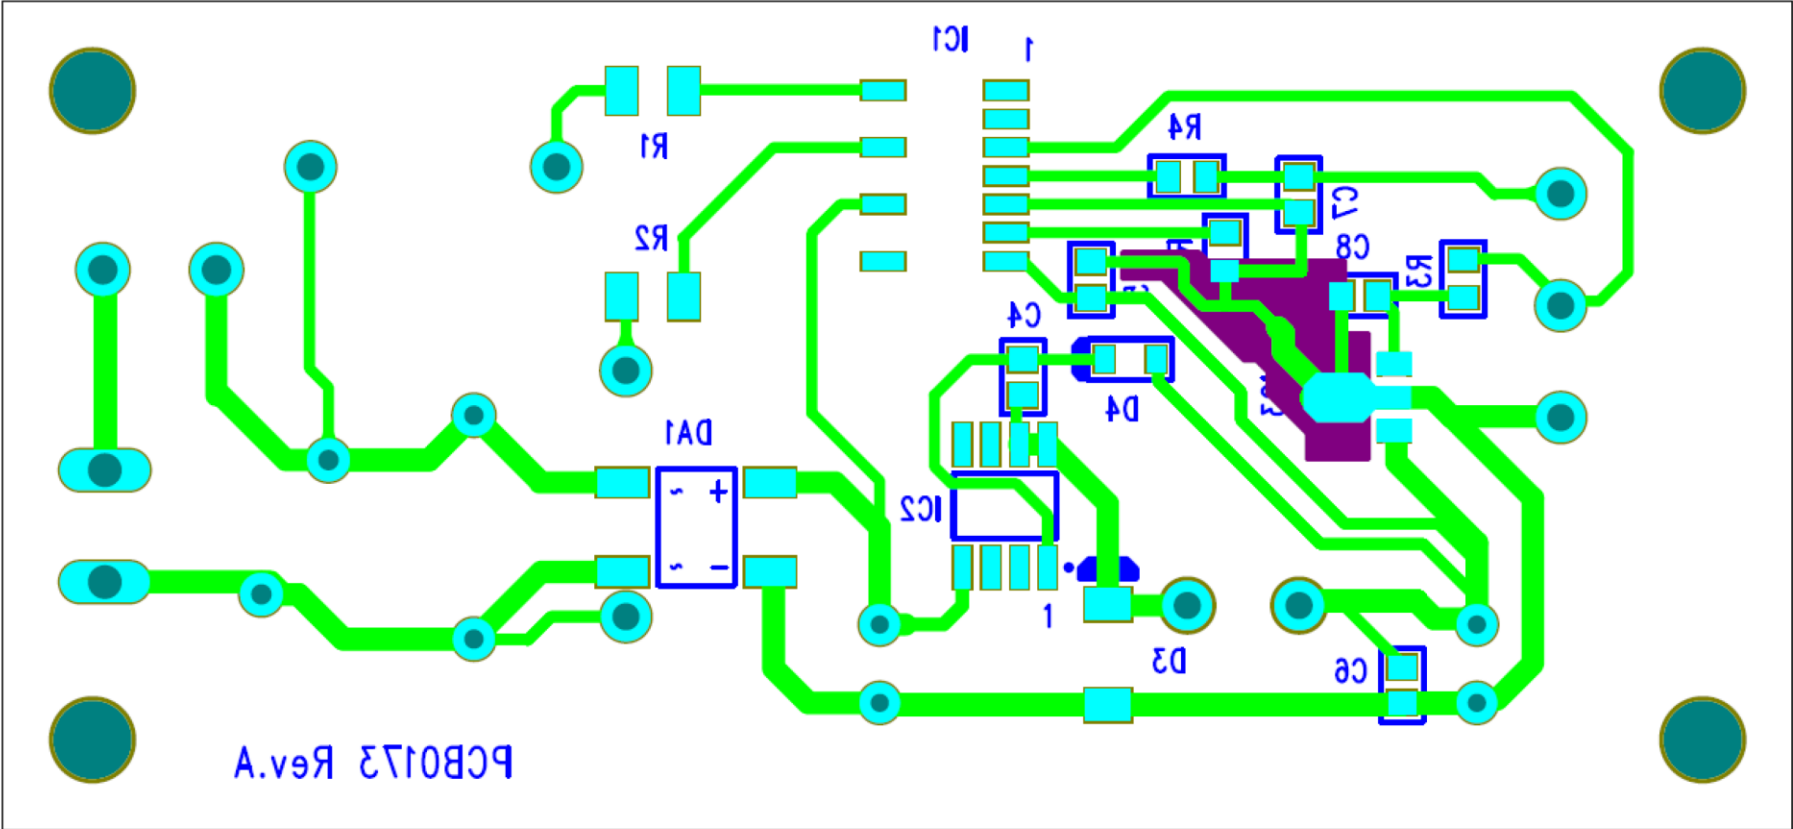 IC1
1
R4
R1
C7
R2
C8
R3
C4
D4
DA1
~ +
IC2
~ -
1
D3
C6
PCB0173 Rev.A